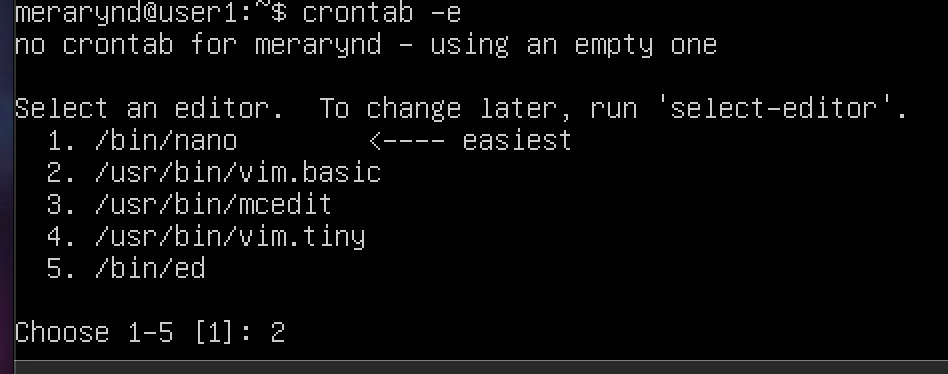 merarynd@user1:~$ crontab -e
no crontab for merarynd - using an empty one
Select an editor.  To change later, run 'select-editor'.
  1. /bin/nano        <---- easiest
  2. /usr/bin/vim.basic
  3. /usr/bin/mcedit
  4. /usr/bin/vim.tiny
  5. /bin/ed
Choose 1-5 [1]: 2